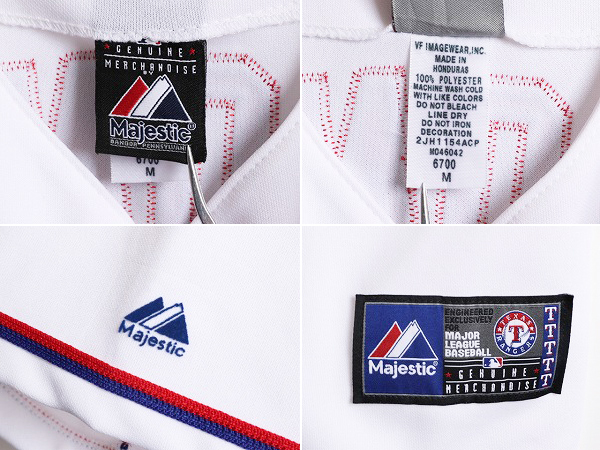 GENUINE
MERCHANDISE
BY
Majestic
BANGOR, PENNSYLVANIA
6700
M
VF IMAGEWEAR, INC.
MADE IN
HONDURAS
100% POLYESTER
MACHINE WASH COLD
WITH LIKE COLORS
DO NOT BLEACH
LINE DRY
DO NOT IRON
DECORATION
2JH1154ACP
M046042
6700
M
Majestic
Majestic®
ENGINEERED
EXCLUSIVELY
FOR
MAJOR
LEAGUE
BASEBALL
TEXAS
T
RANGERS
GENUINE
MERCHANDISE
T
T
T
T
T